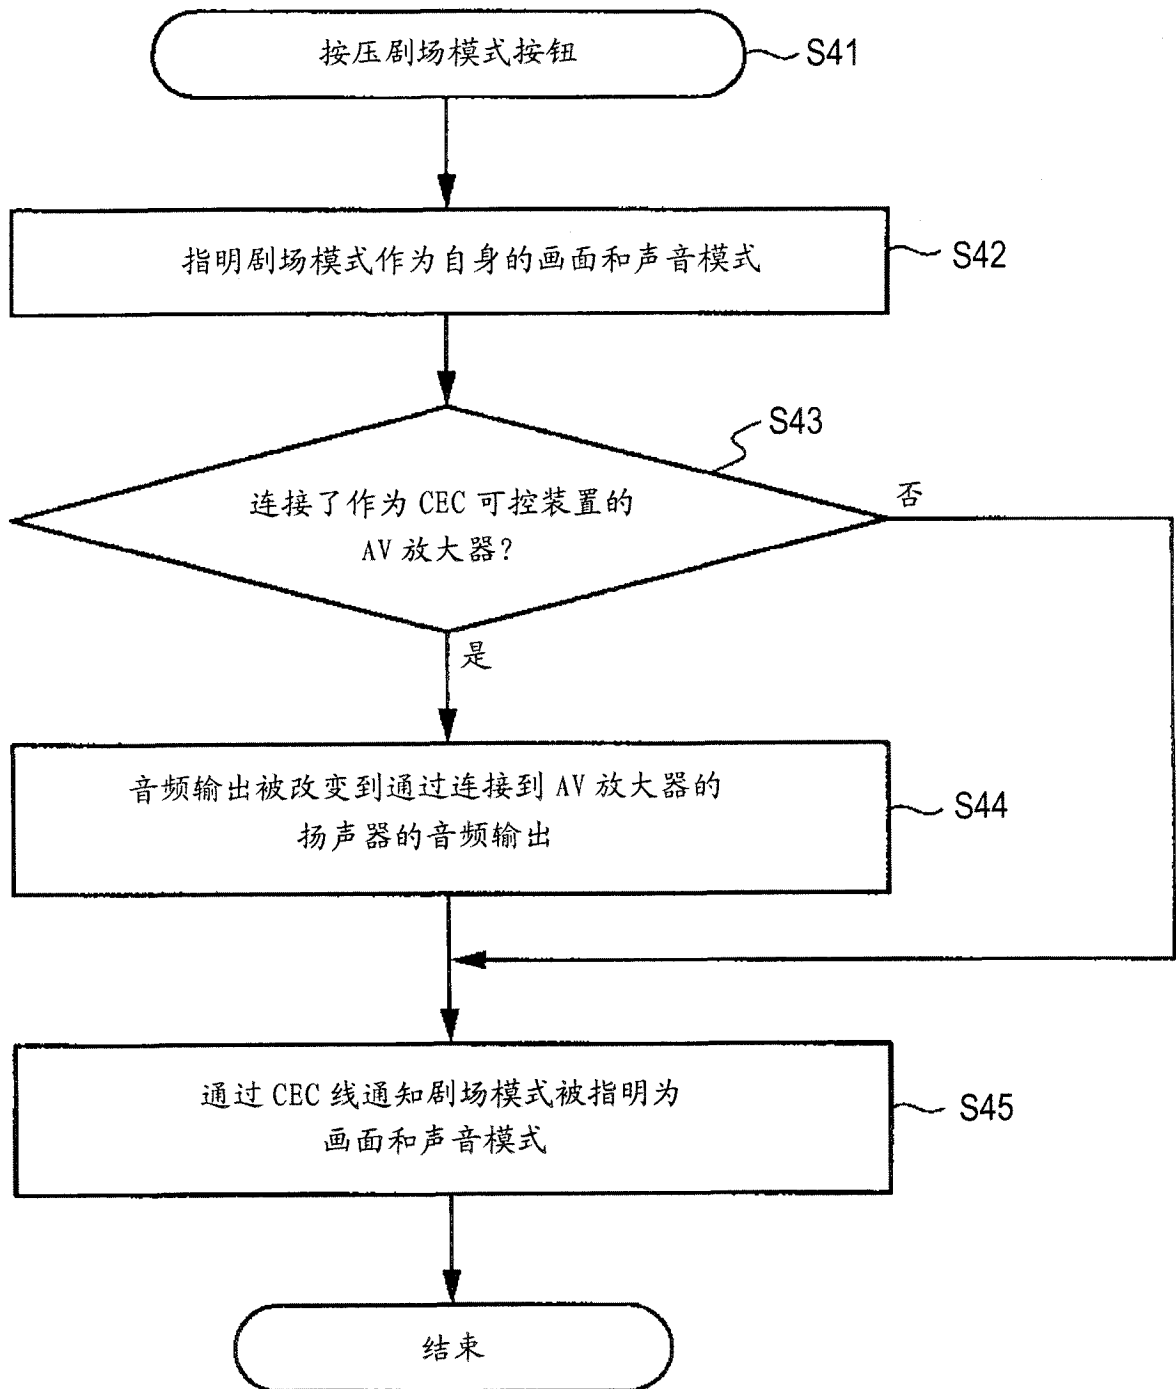 按压剧场模式按钮
S41
指明剧场模式作为自身的画面和声音模式
S42
S43
连接了作为 CEC 可控装置的
AV 放大器?
否
是
音频输出被改变到通过连接到 AV 放大器的
扬声器的音频输出
S44
通过 CEC 线通知剧场模式被指明为
画面和声音模式
S45
结束